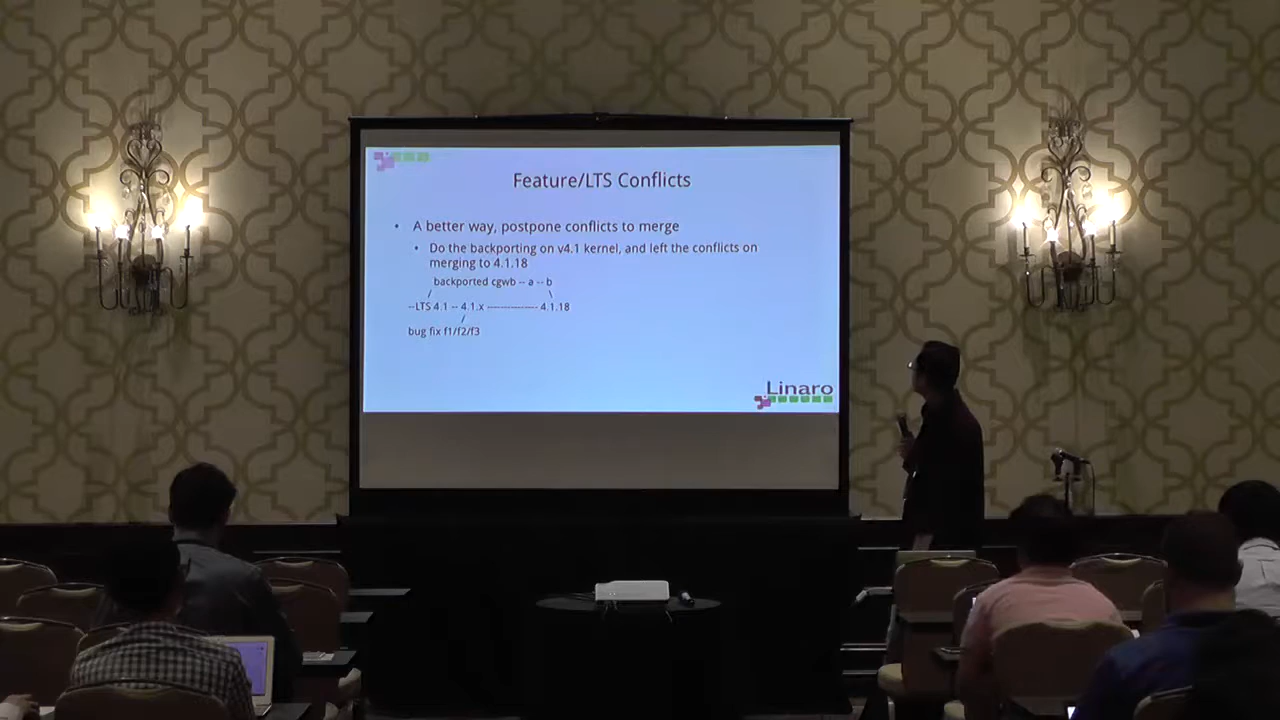 Feature/LTS Conflicts
• A better way, postpone conflicts to merge
• Do the backporting on v4.1 kernel, and left the conflicts on
merging to 4.1.18
backported cgwb -- a -- b
/ \
--LTS 4.1 -- 4.1.x ---------------- 4.1.18
/
bug fix f1/f2/f3
Linaro